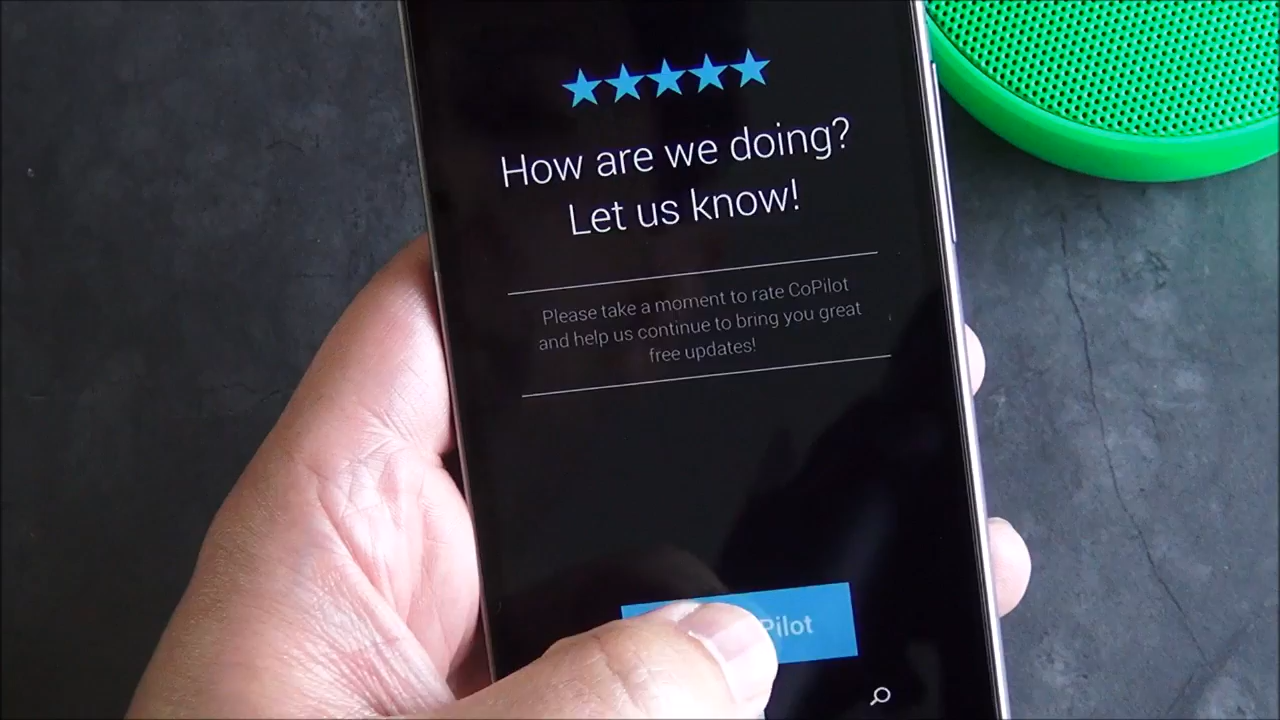 How are we doing?
Let us know!
Please take a moment to rate CoPilot
and help us continue to bring you great
free updates!
Pilot